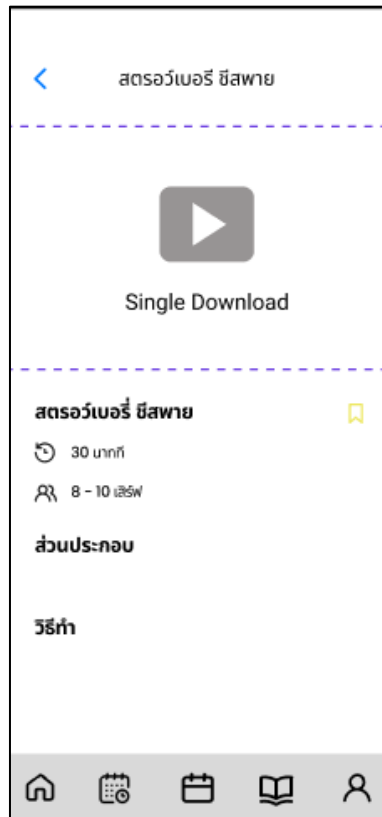 สตรอว์เบอรี ชีสพาย
Single Download
สตรอว์เบอรี่ ชีสพาย
30 นาที
8 - 10 เสิร์ฟ
ส่วนประกอบ
วิธีทำ